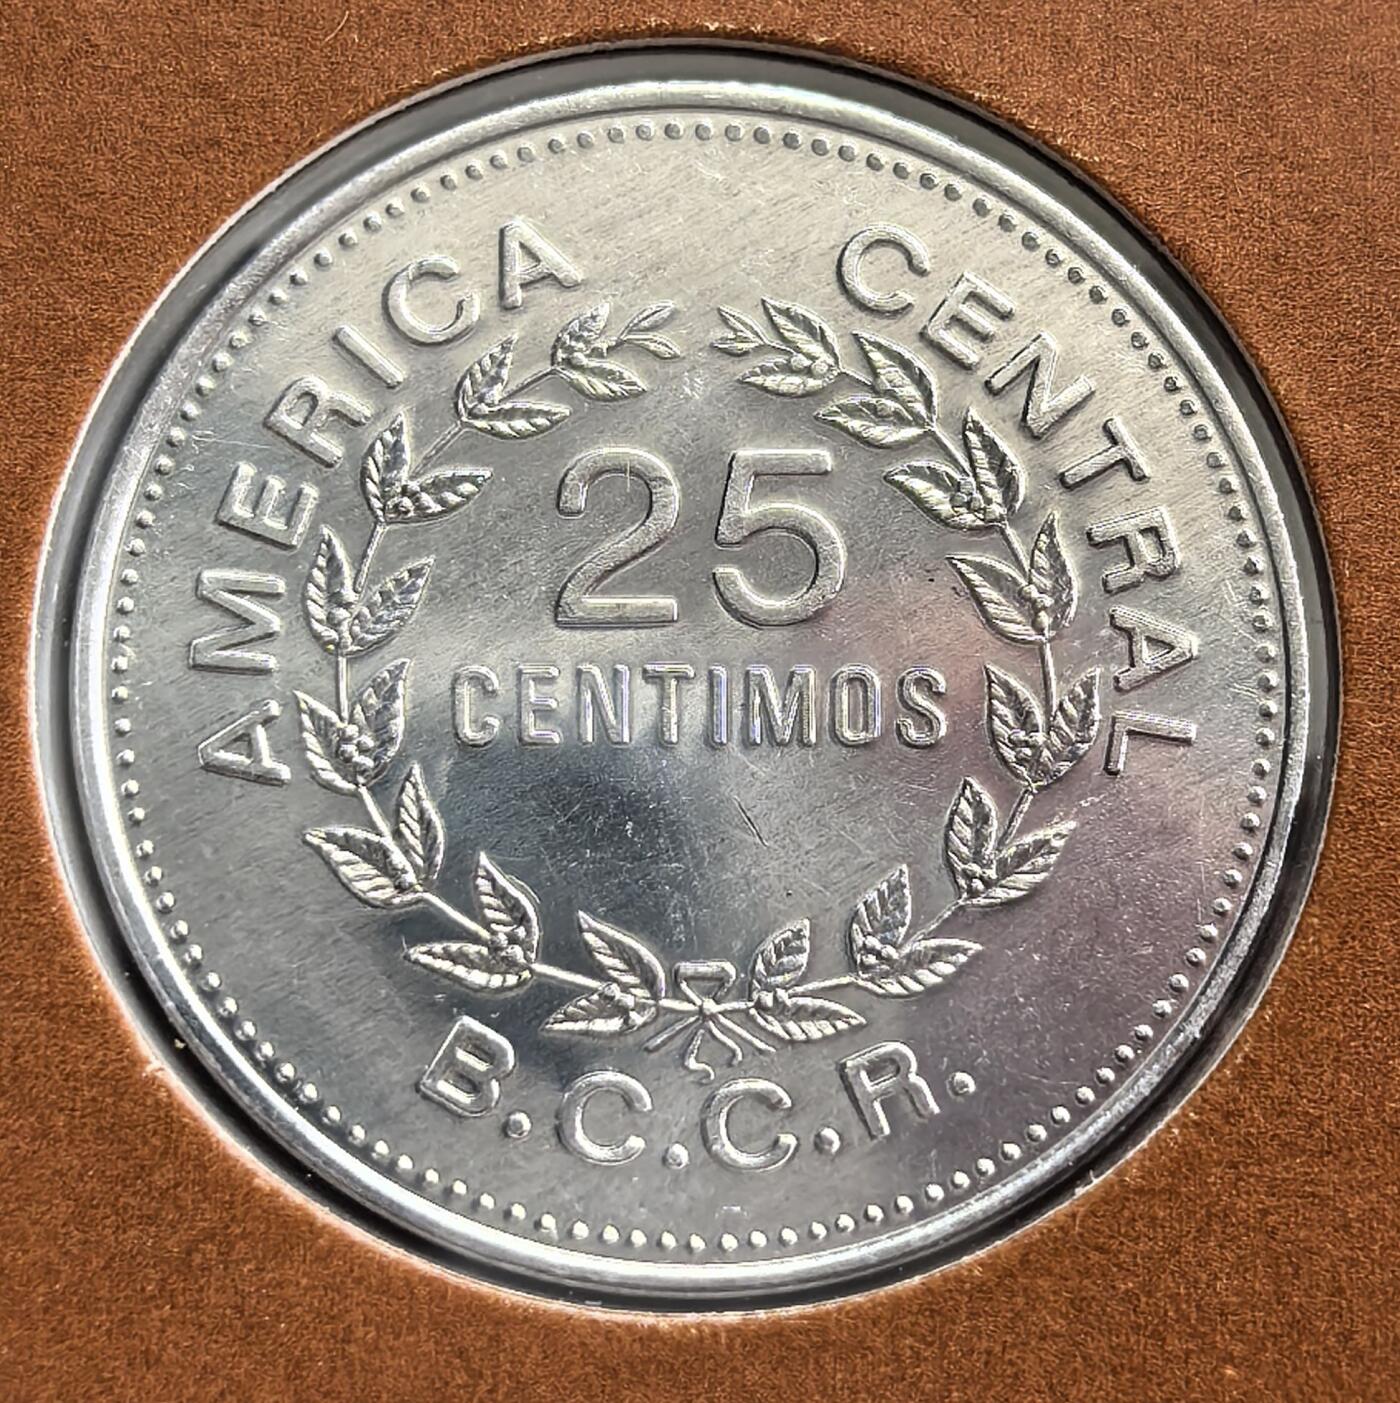 AMERICA CENTRAL
25
CENTIMOS
B.C.C.R.